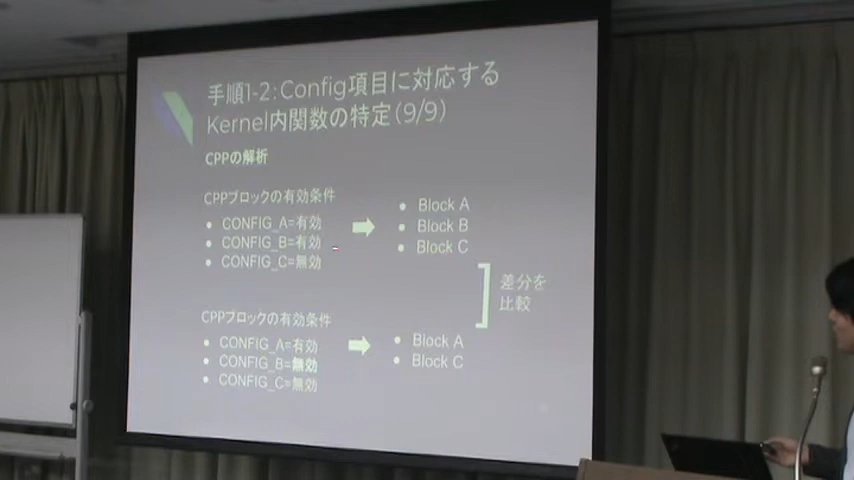 手順1-2:Config項目に対応する
Kernel内関数の特定(9/9)
CPPの解析
CPPブロックの有効条件
• CONFIG_A=有効
• CONFIG_B=有効
• CONFIG_C=無効
• Block A
• Block B
• Block C
差分を
比較
CPPブロックの有効条件
• CONFIG_A=有効
• CONFIG_B=無効
• CONFIG_C=無効
• Block A
• Block C